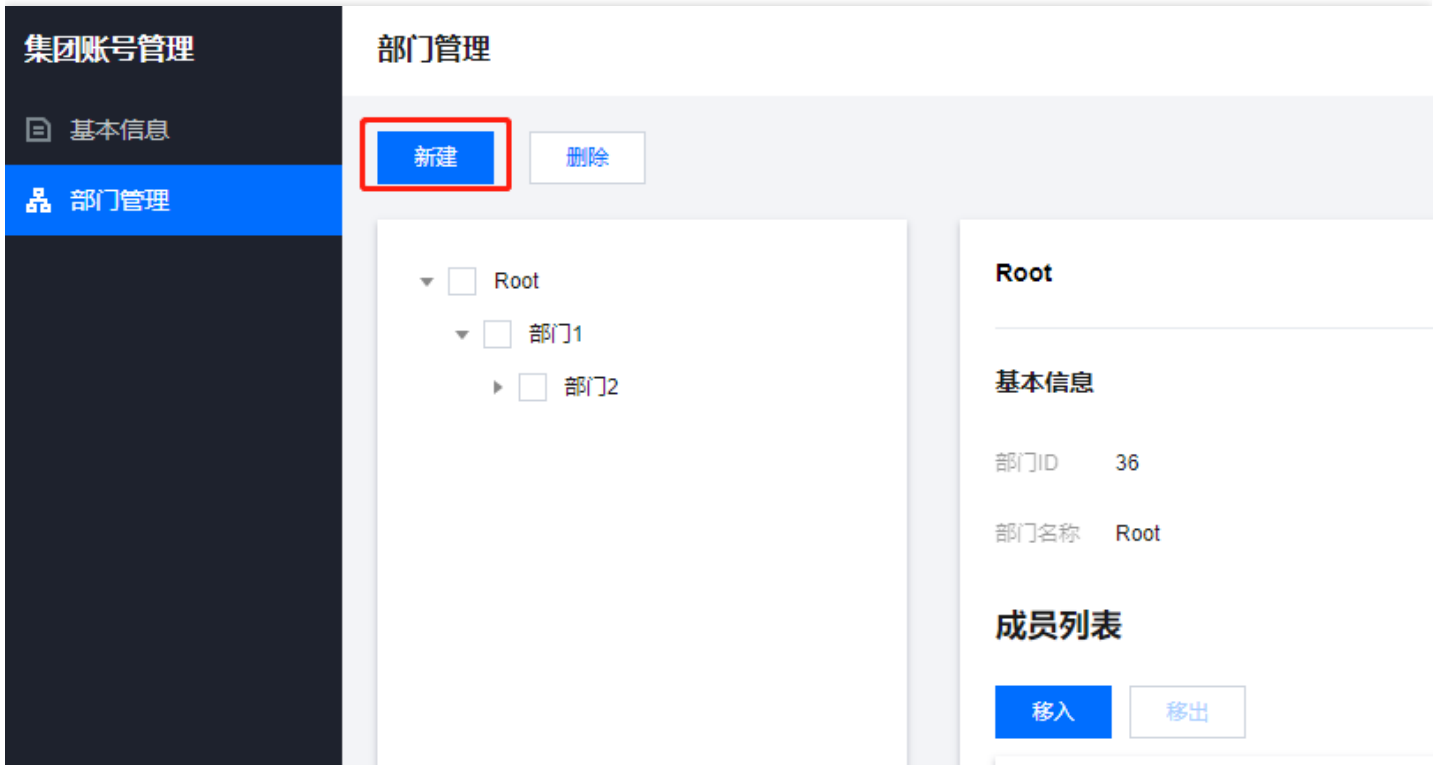 集团账号管理
基本信息
部门管理
部门管理
新建
删除
Root
部门1
部门2
Root
基本信息
部门ID 36
部门名称 Root
成员列表
移入
移出